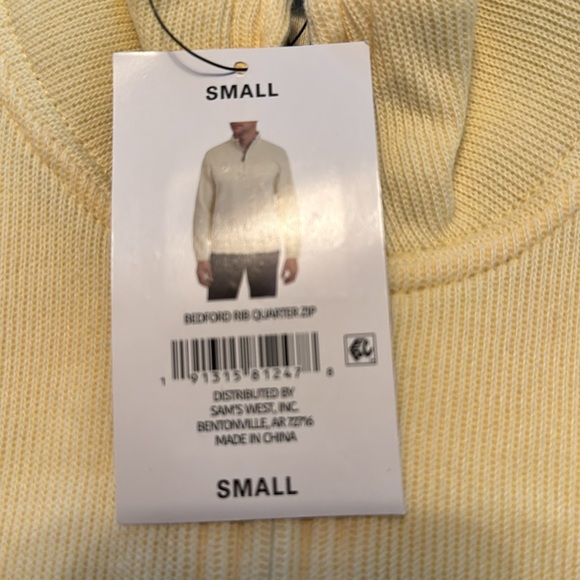 SMALL
BEDFORD RIB QUARTER ZIP
1 91315 81247 8
DISTRIBUTED BY
SAM'S WEST, INC.
BENTONVILLE, AR 72716
MADE IN CHINA
SMALL